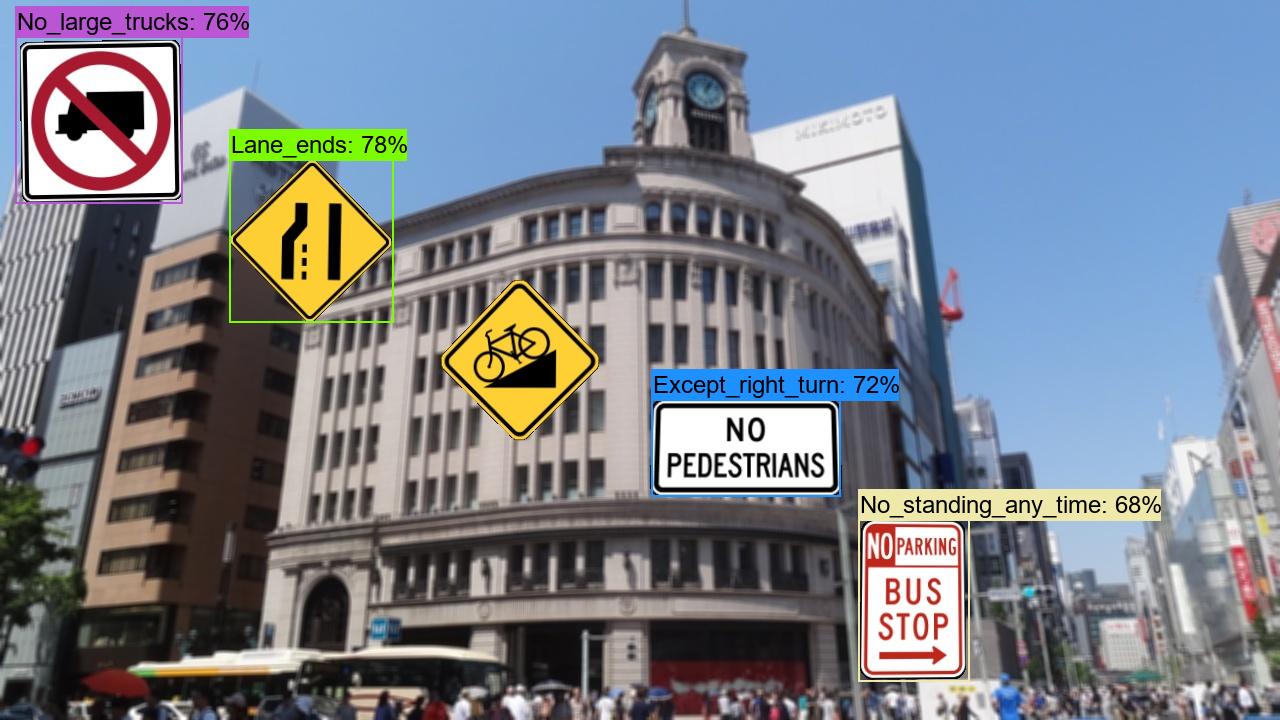 No_large_trucks: 76%
Lane_ends: 78%
MIKIMOTO
Except_right_turn: 72%
NO
PEDESTRIANS
No_standing_any_time: 68%
NO PARKING
BUS
STOP